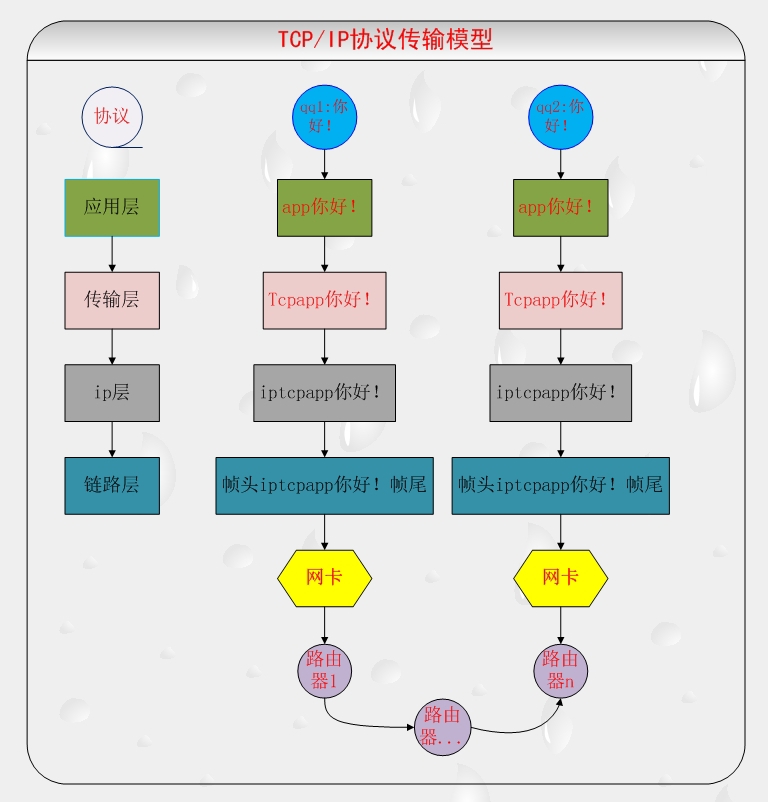 TCP/IP协议传输模型
协议
qq1:你
好!
qq2:你
好!
应用层
app你好!
app你好!
传输层
Tcpapp你好!
Tcpapp你好!
ip层
iptcpapp你好!
iptcpapp你好!
链路层
帧头iptcpapp你好!帧尾
帧头iptcpapp你好!帧尾
网卡
网卡
路由
器1
路由
器n
路由
器...